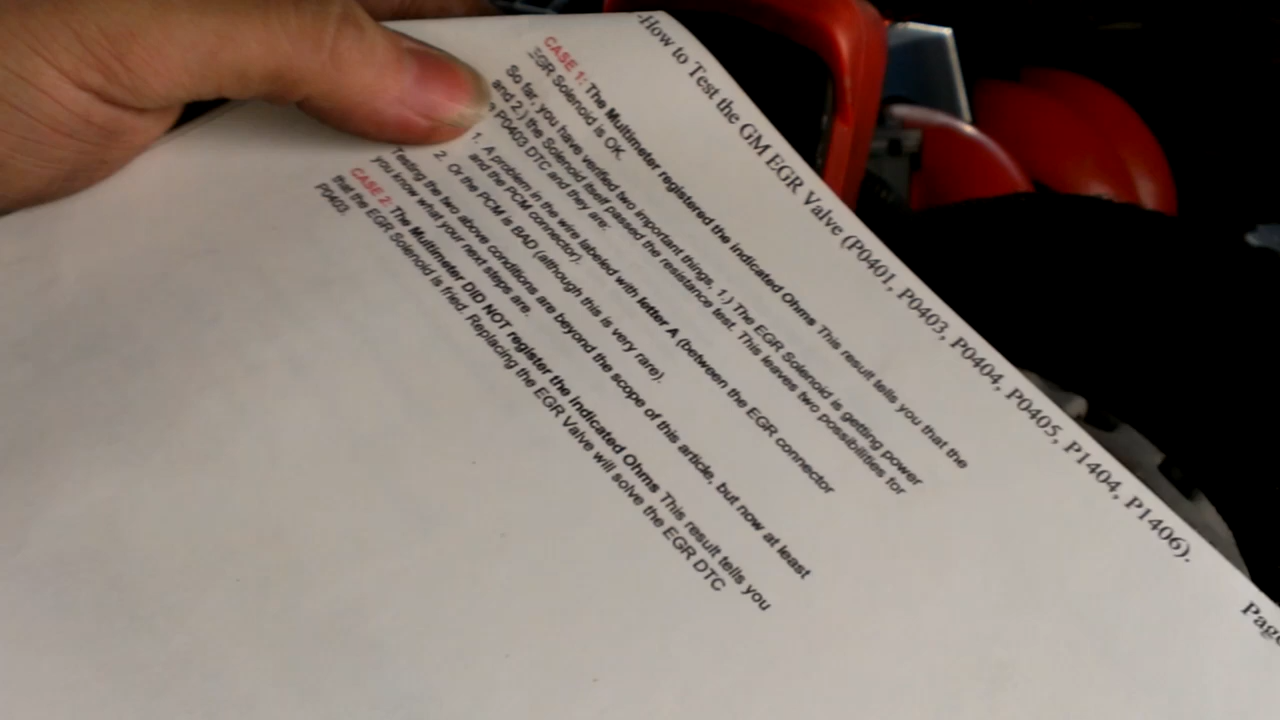 -How to Test the GM EGR Valve (P0401, P0403, P0404, P0405, P1404, P1406).
Page
CASE 1: The Multimeter registered the indicated Ohms This result tells you that the
EGR Solenoid is OK.
So far, you have verified two important things, 1.) The EGR Solenoid is getting power
and 2.) the Solenoid itself passed the resistance test. This leaves two possibilities for
P0403 DTC and they are:
1. A problem in the wire labeled with letter A (between the EGR connector
and the PCM connector).
2. Or the PCM is BAD (although this is very rare).
Testing the two above conditions are beyond the scope of this article, but now at least
you know what your next steps are.
CASE 2: The Multimeter DID NOT register the indicated Ohms This result tells you
that the EGR Solenoid is fried. Replacing the EGR Valve will solve the EGR DTC
P0403.